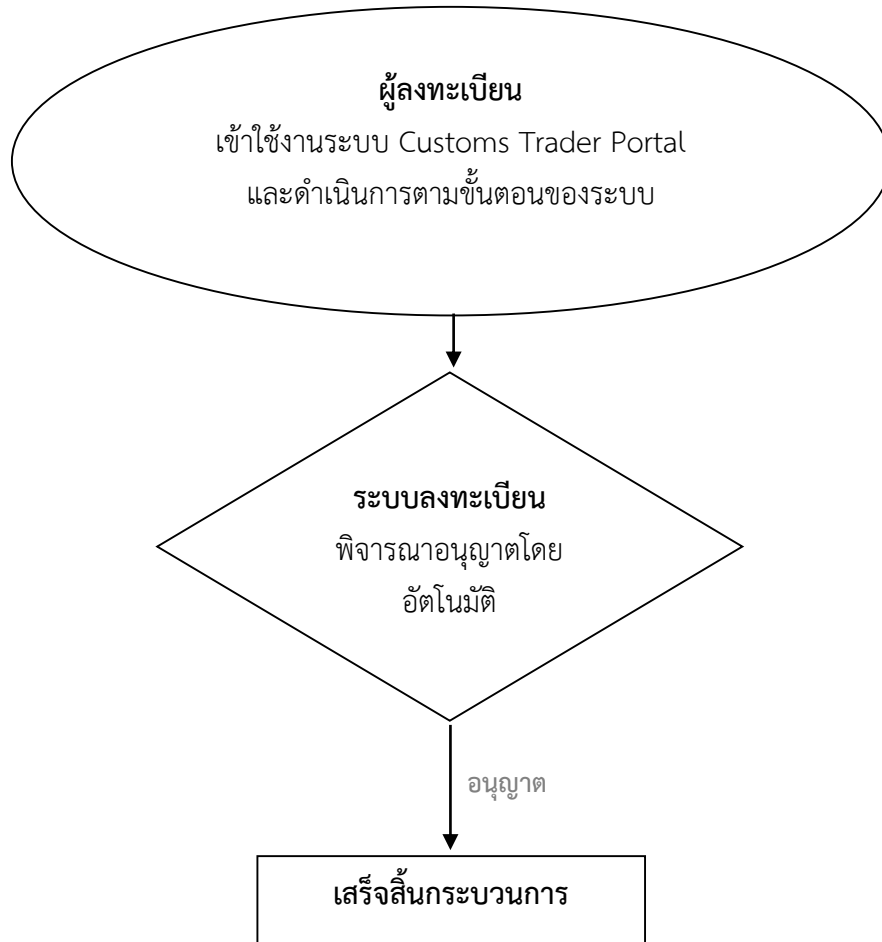 ผู้ลงทะเบียน
เข้าใช้งานระบบ Customs Trader Portal
และดำเนินการตามขั้นตอนของระบบ
ระบบลงทะเบียน
พิจารณาอนุญาตโดย
อัตโนมัติ
อนุญาต
เสร็จสิ้นกระบวนการ